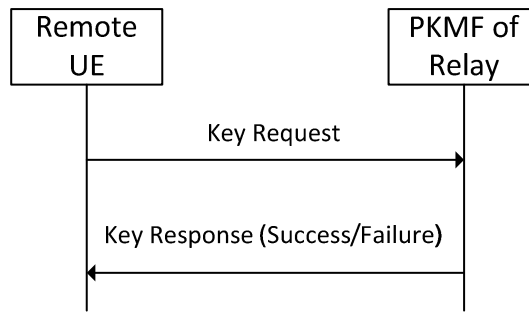 Remote
UE
PKMF of
Relay
Key Request
Key Response (Success/Failure)